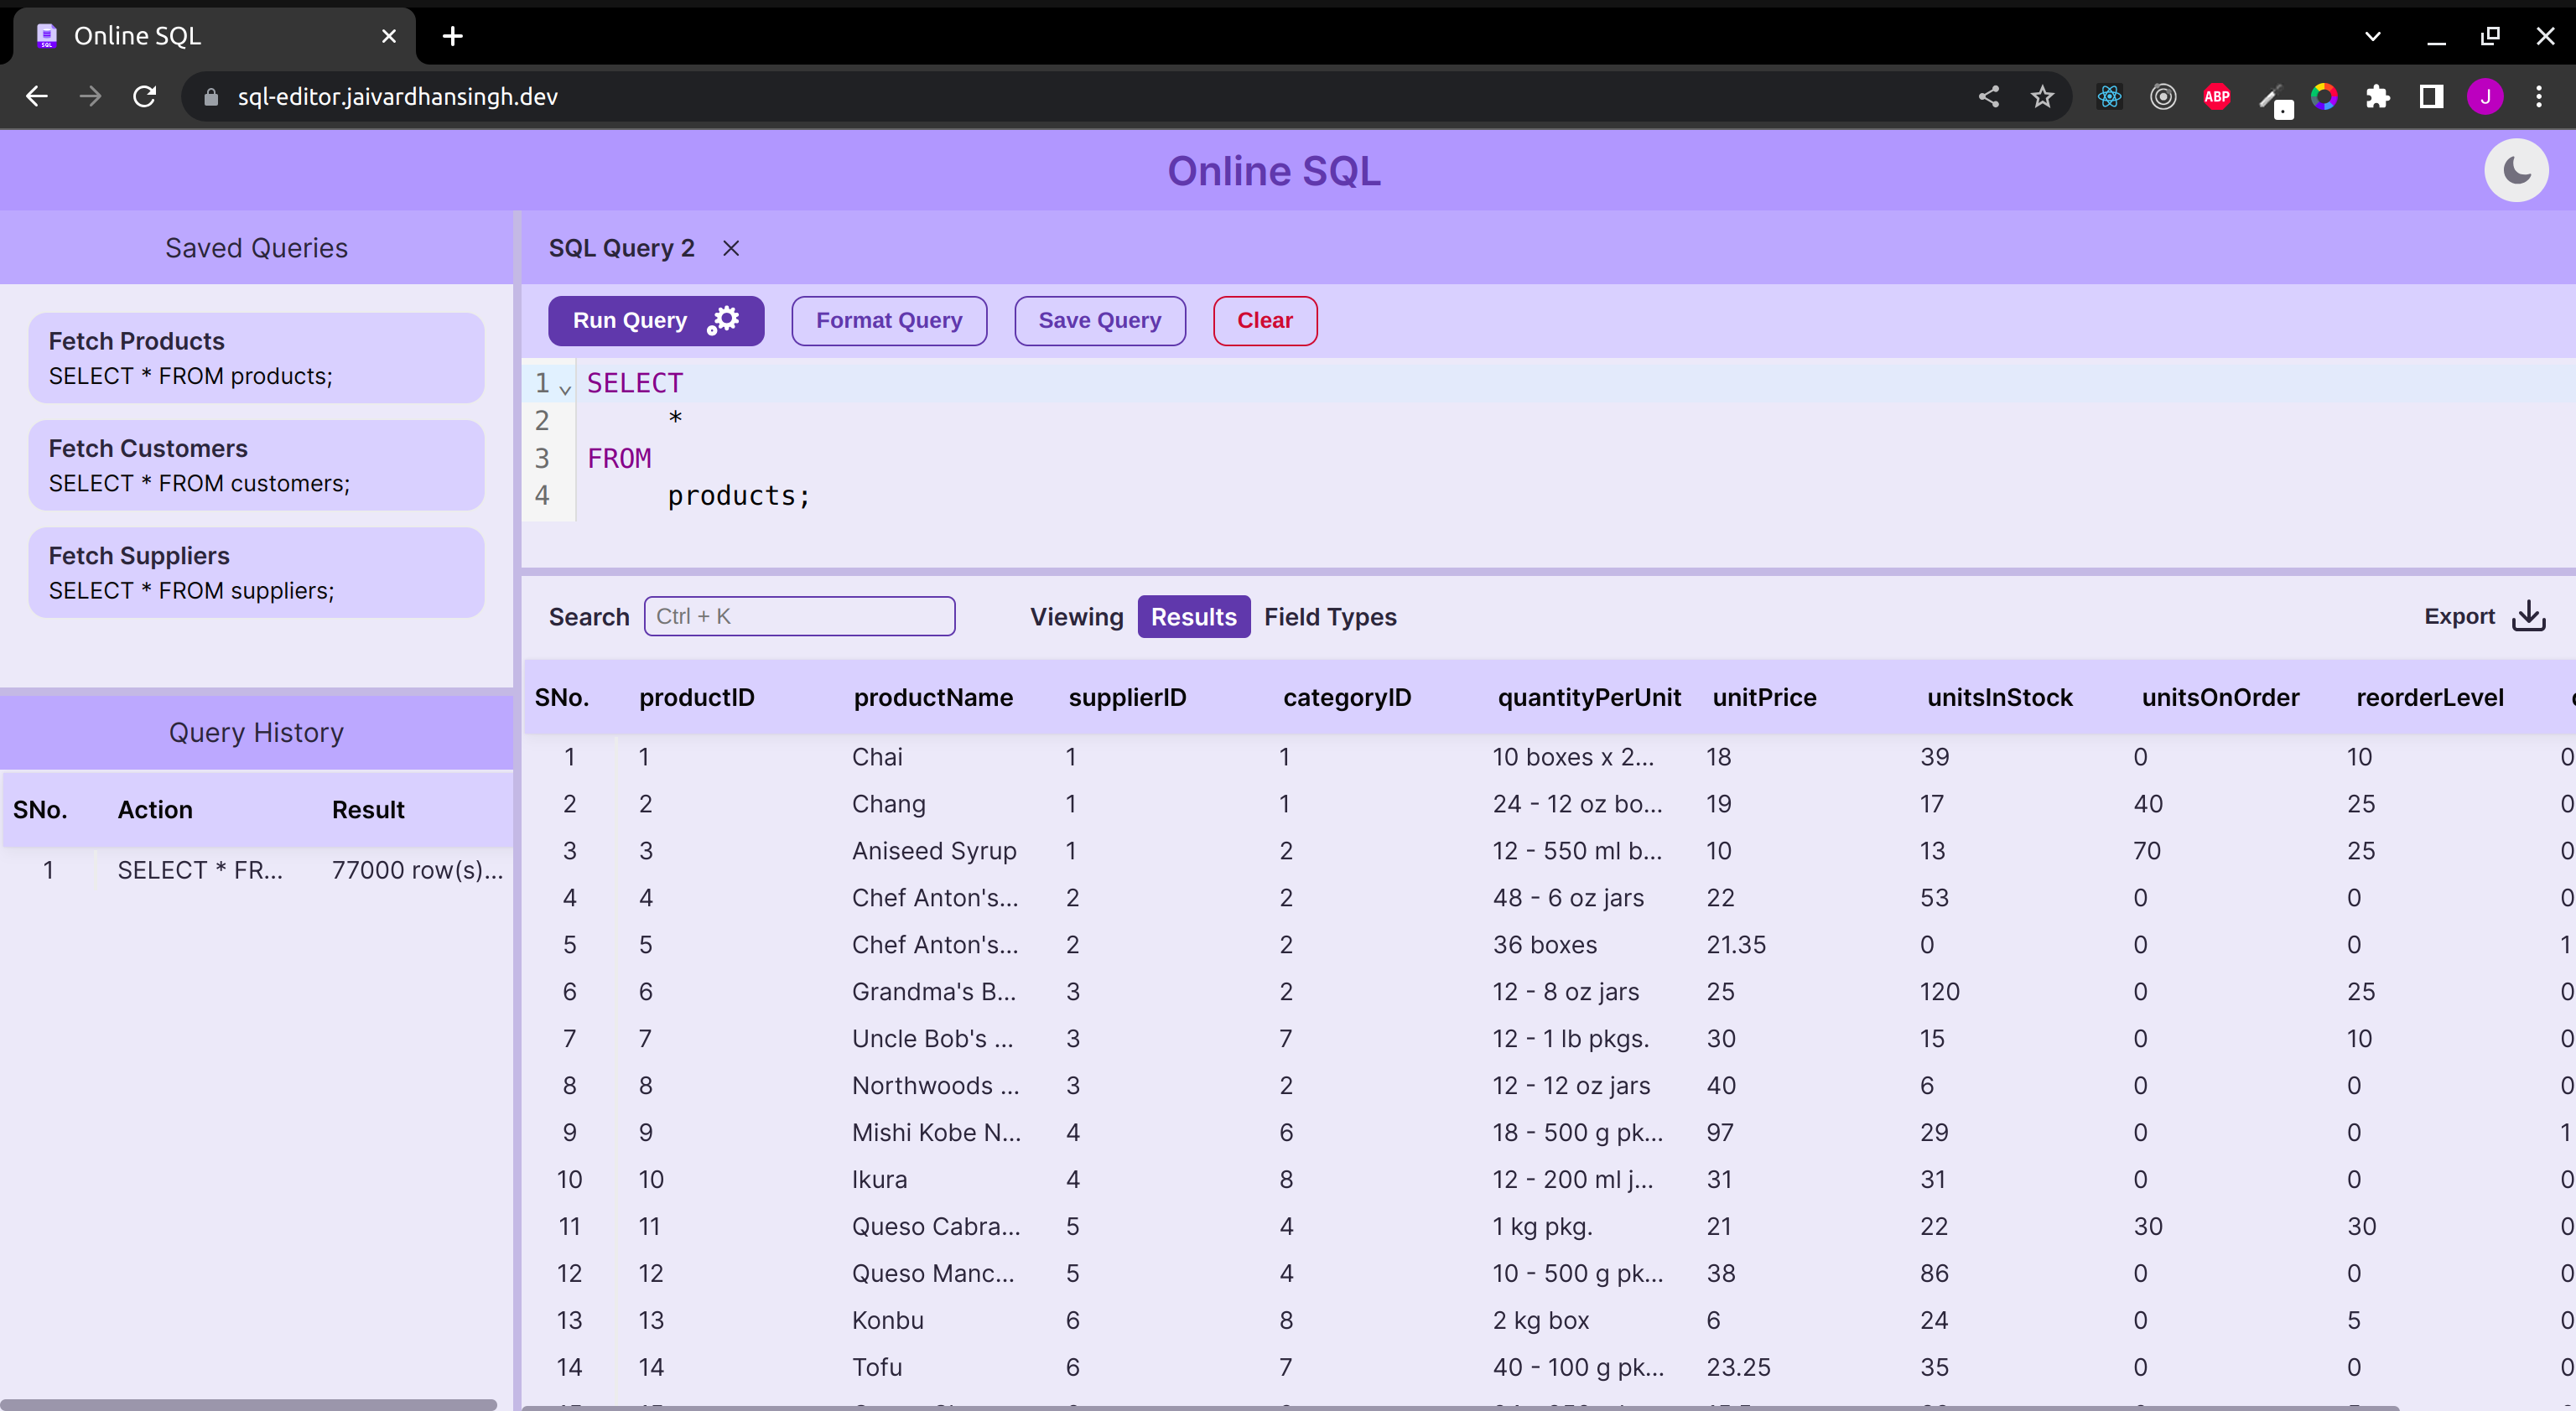 Online SQL
sql-editor.jaivardhansingh.dev
ABP
J
Online SQL
Saved Queries
Fetch Products
SELECT * FROM products;
Fetch Customers
SELECT * FROM customers;
Fetch Suppliers
SELECT * FROM suppliers;
Query History
SNo. Action Result
1 SELECT * FR... 77000 row(s)...
SQL Query 2
Run Query Format Query Save Query Clear
1 SELECT
2 *
3 FROM
4 products;
Search Ctrl + K Viewing Results Field Types Export
SNo. productID productName supplierID categoryID quantityPerUnit unitPrice unitsInStock unitsOnOrder reorderLevel
1 1 Chai 1 1 10 boxes x 2... 18 39 0 10 0
2 2 Chang 1 1 24 - 12 oz bo... 19 17 40 25 0
3 3 Aniseed Syrup 1 2 12 - 550 ml b... 10 13 70 25 0
4 4 Chef Anton's... 2 2 48 - 6 oz jars 22 53 0 0 0
5 5 Chef Anton's... 2 2 36 boxes 21.35 0 0 0 1
6 6 Grandma's B... 3 2 12 - 8 oz jars 25 120 0 25 0
7 7 Uncle Bob's ... 3 7 12 - 1 lb pkgs. 30 15 0 10 0
8 8 Northwoods ... 3 2 12 - 12 oz jars 40 6 0 0 0
9 9 Mishi Kobe N... 4 6 18 - 500 g pk... 97 29 0 0 1
10 10 Ikura 4 8 12 - 200 ml j... 31 31 0 0 0
11 11 Queso Cabra... 5 4 1 kg pkg. 21 22 30 30 0
12 12 Queso Manc... 5 4 10 - 500 g pk... 38 86 0 0 0
13 13 Konbu 6 8 2 kg box 6 24 0 5 0
14 14 Tofu 6 7 40 - 100 g pk... 23.25 35 0 0 0